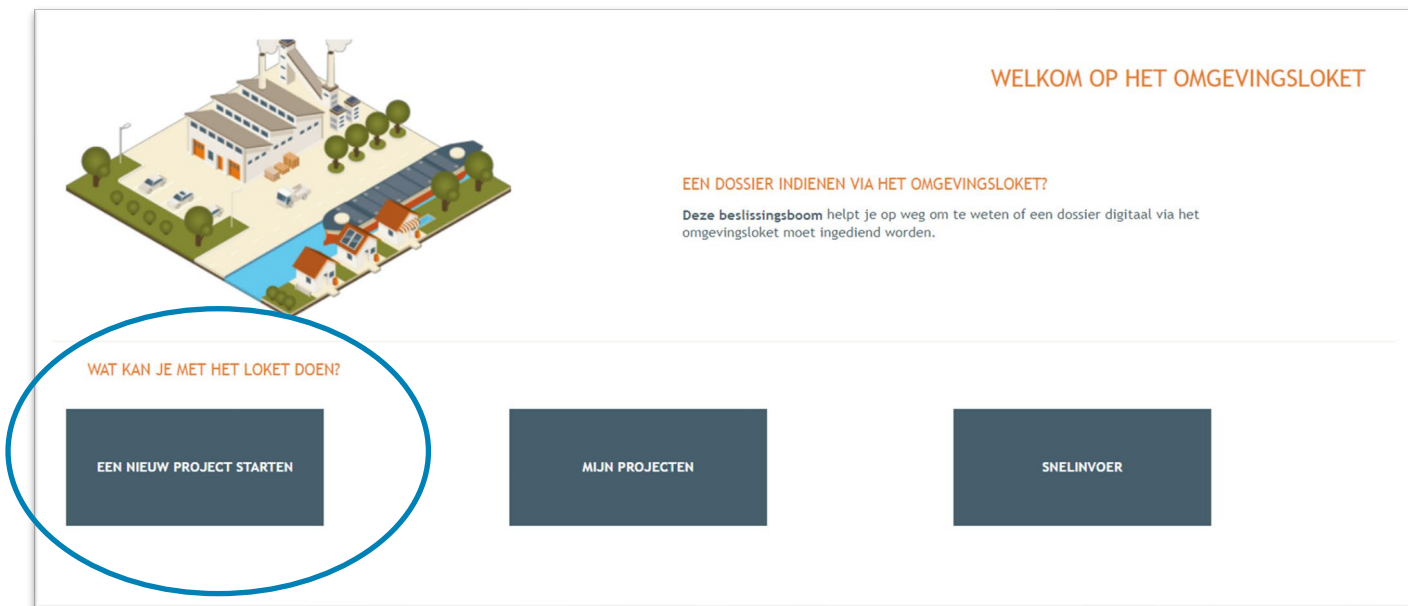 WELKOM OP HET OMGEVINGSLOKET
EEN DOSSIER INDIENEN VIA HET OMGEVINGSLOKET?
Deze beslissingsboom helpt je op weg om te weten of een dossier digitaal via het
omgevingsloket moet ingediend worden.
WAT KAN JE MET HET LOKET DOEN?
EEN NIEUW PROJECT STARTEN
MIJN PROJECTEN
SNELINVOER